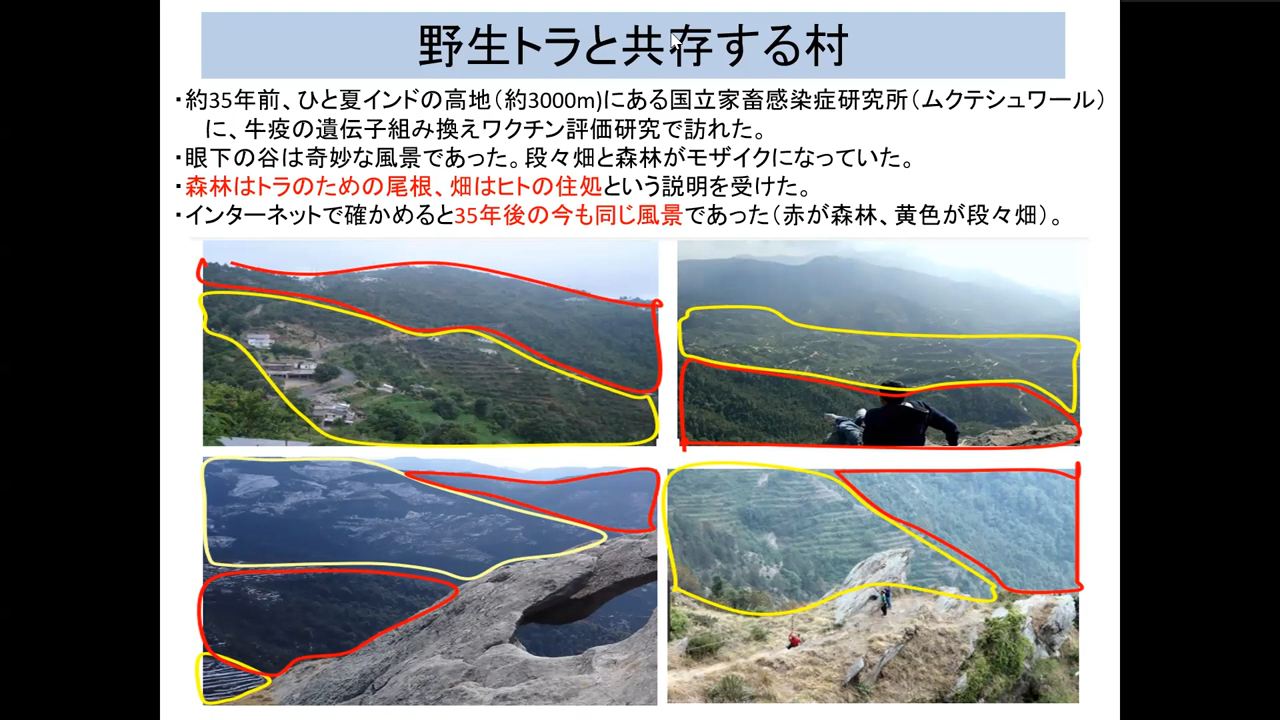 野生トラと共存する村
・約35年前、ひと夏インドの高地（約3000m)にある国立家畜感染症研究所（ムクテシュワール）
に、牛疫の遺伝子組み換えワクチン評価研究で訪れた。
・眼下の谷は奇妙な風景であった。段々畑と森林がモザイクになっていた。
・森林はトラのための尾根、畑はヒトの住処という説明を受けた。
・インターネットで確かめると35年後の今も同じ風景であった（赤が森林、黄色が段々畑）。